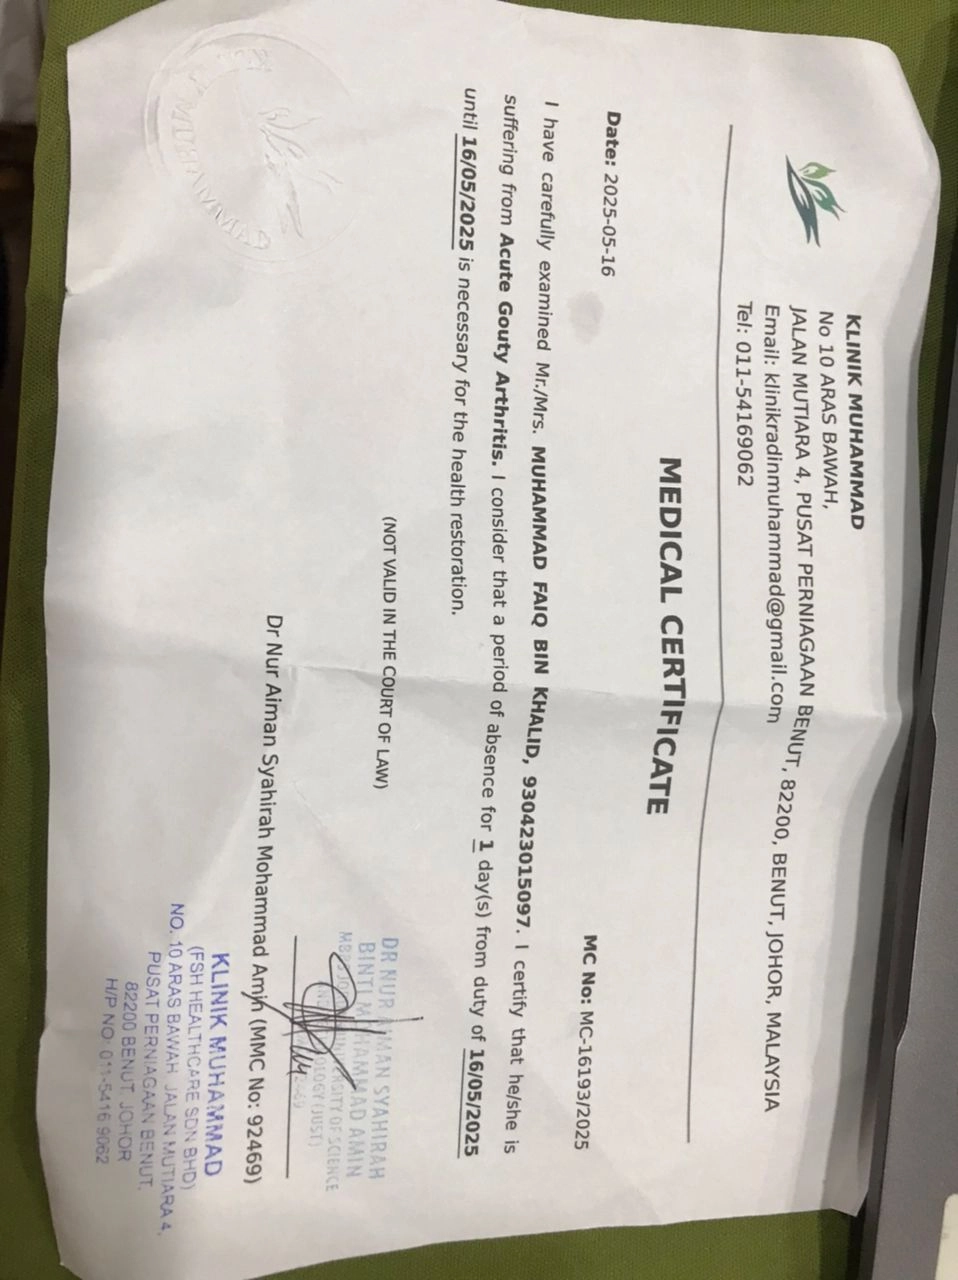 KLINIK MUHAMMAD
No 10 ARAS BAWAH,
JALAN MUTIARA 4, PUSAT PERNIAGAAN BENUT, 82200, BENUT, JOHOR, MALAYSIA
Email: klinikradinmuhammad@gmail.com
Tel: 011-54169062
MEDICAL CERTIFICATE
Date: 2025-05-16
MC No: MC-16193/2025
I have carefully examined Mr./Mrs. MUHAMMAD FAIQ BIN KHALID, 930423015097. I certify that he/she is
suffering from Acute Gouty Arthritis. I consider that a period of absence for 1 day(s) from duty of 16/05/2025
until 16/05/2025 is necessary for the health restoration.
(NOT VALID IN THE COURT OF LAW)
DR NUR AIMAN SYAHIRAH
BINTI MOHAMMAD AMIN
UNIVERSITY OF SCIENCE
(JUST)
Dr Nur Aiman Syahirah Mohammad Amin (MMC No: 92469)
KLINIK MUHAMMAD
(FSH HEALTHCARE SDN BHD)
NO. 10 ARAS BAWAH, JALAN MUTIARA 4,
PUSAT PERNIAGAAN BENUT,
82200 BENUT, JOHOR
H/P NO: 011-5416 9062
MUHAMMAD